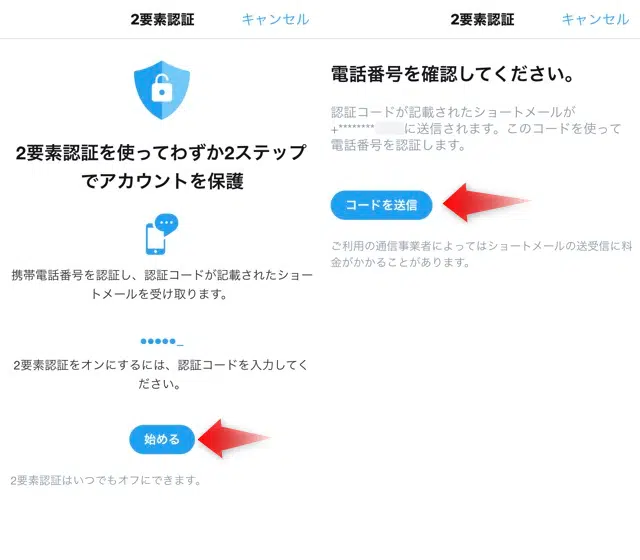 2要素認証
キャンセル
2要素認証を使ってわずか2ステップ
でアカウントを保護
携帯電話番号を認証し、認証コードが記載されたショー
トメールを受け取ります。
•••••_
2要素認証をオンにするには、認証コードを入力してく
ださい。
始める
2要素認証はいつでもオフにできます。
2要素認証
キャンセル
電話番号を確認してください。
認証コードが記載されたショートメールが
+********に送信されます。このコードを使って
電話番号を認証します。
コードを送信
ご利用の通信事業者によってはショートメールの送受信に料
金がかかることがあります。